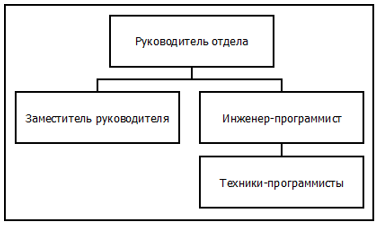 Руководитель отдела
Заместитель руководителя
Инженер-программист
Техники-программисты